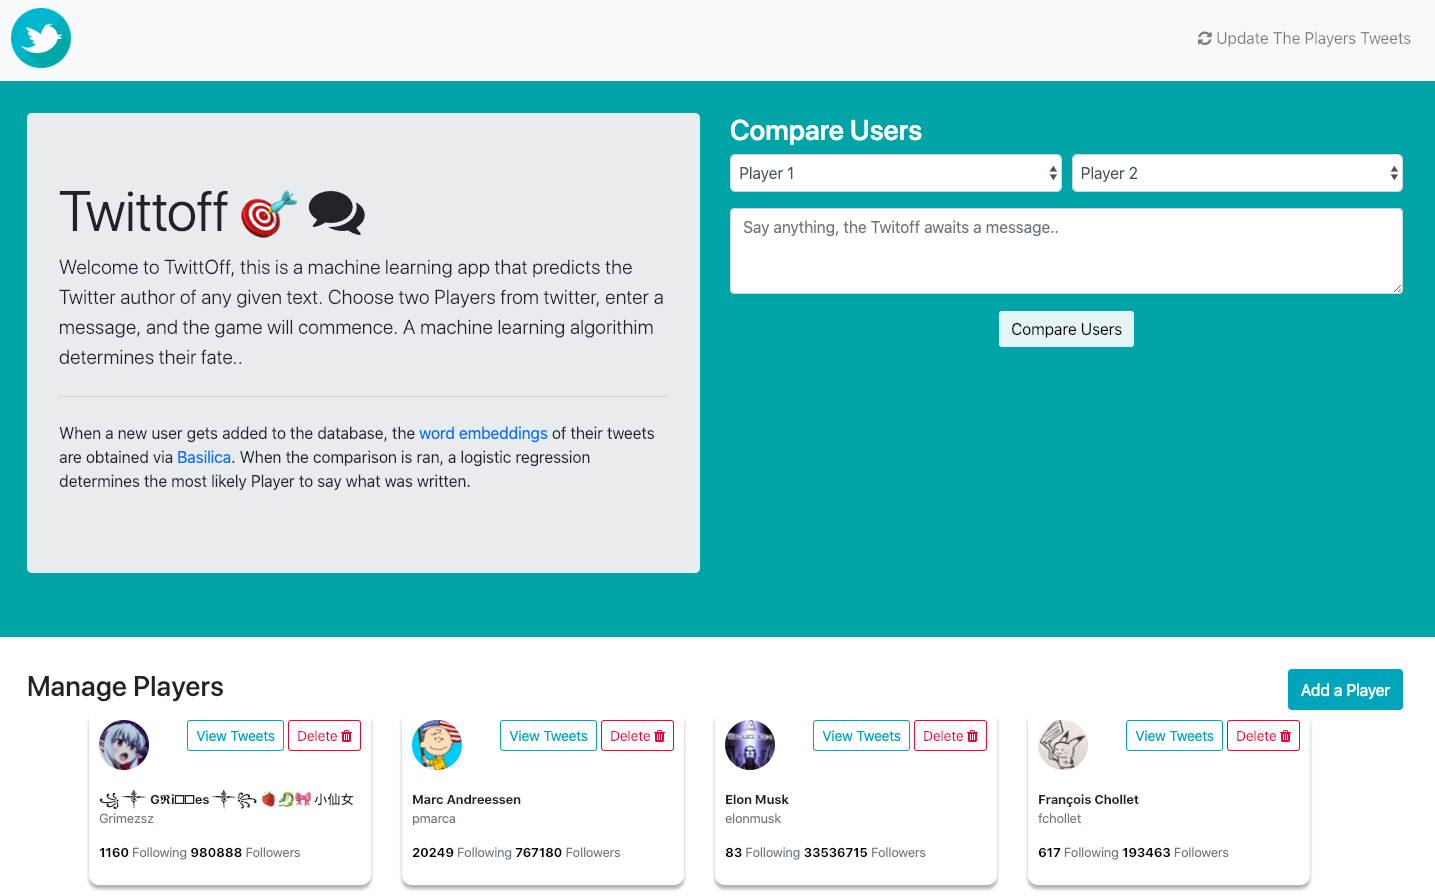 Update The Players Tweets
Twittoff 🎯
Welcome to TwittOff, this is a machine learning app that predicts the
Twitter author of any given text. Choose two Players from twitter, enter a
message, and the game will commence. A machine learning algorithim
determines their fate..
When a new user gets added to the database, the word embeddings of their tweets
are obtained via Basilica. When the comparison is ran, a logistic regression
determines the most likely Player to say what was written.
Compare Users
Player 1
Player 2
Say anything, the Twitoff awaits a message..
Compare Users
Manage Players
Add a Player
View Tweets Delete
꧁༒ G𝕽i□□es ༒꧂ 🍓🐉🎀 小仙女
Grimezsz
1160 Following 980888 Followers
View Tweets Delete
Marc Andreessen
pmarca
20249 Following 767180 Followers
View Tweets Delete
Elon Musk
elonmusk
83 Following 33536715 Followers
View Tweets Delete
François Chollet
fchollet
617 Following 193463 Followers